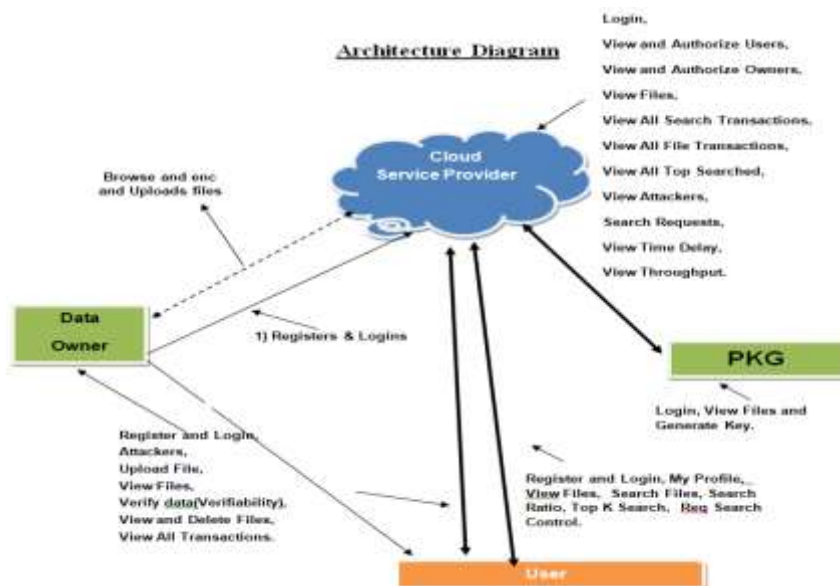 Architecture Diagram
Login,
View and Authorize Users,
View and Authorize Owners,
View Files,
View All Search Transactions,
View All File Transactions,
View All Top Searched,
View Attackers,
Search Requests,
View Time Delay.
View Throughput.
Cloud
Service Provider
Browse and enc
and Uploads files
Data
Owner
1) Registers & Logins
PKG
Login, View Files and
Generate Key.
Register and Login,
Attackers,
Upload File,
View Files,
Verify data(Verifiability),
View and Delete Files,
View All Transactions.
Register and Login, My Profile,
View Files, Search Files, Search
Ratio, Top K Search, Req Search
Control.
User